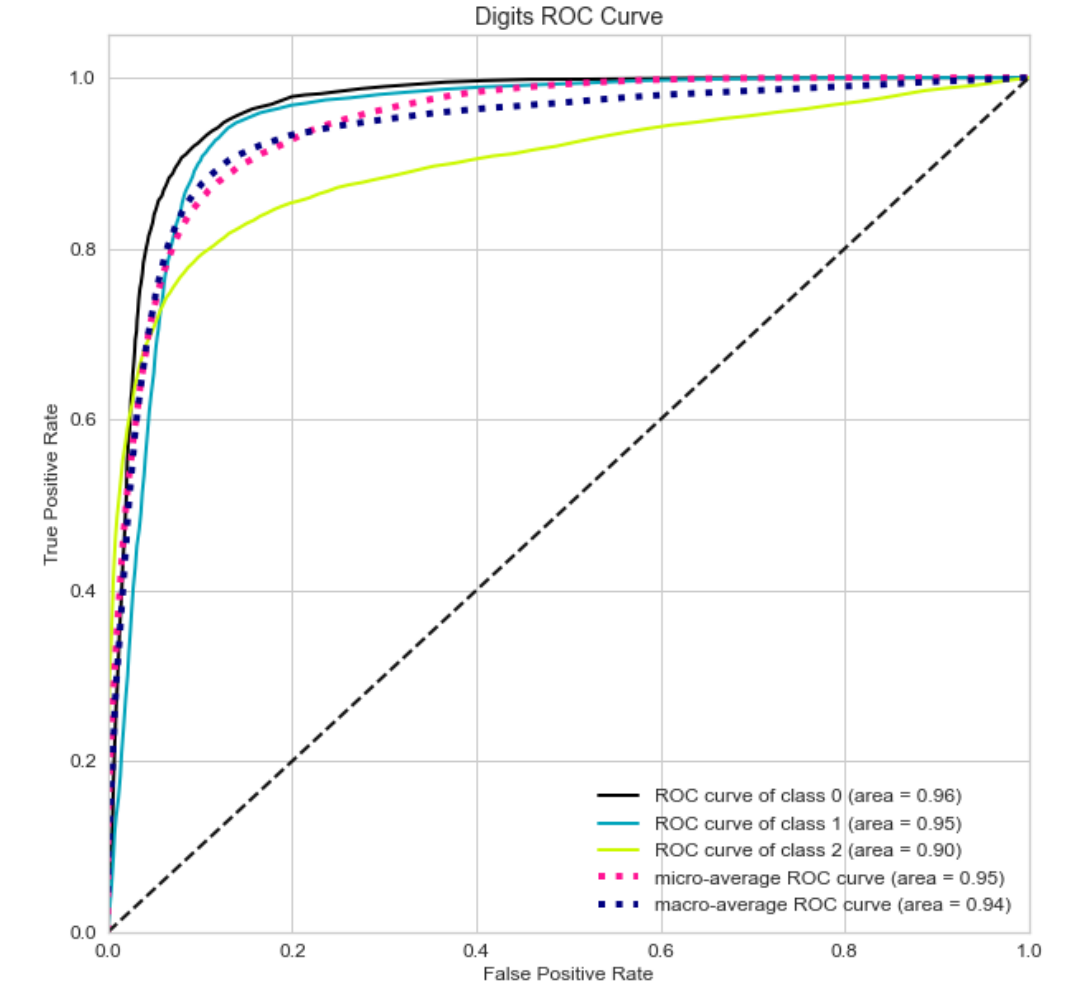 Digits ROC Curve
1.0
0.8
0.6
0.4
0.2
0.0
True Positive Rate
ROC curve of class 0 (area = 0.96)
ROC curve of class 1 (area = 0.95)
ROC curve of class 2 (area = 0.90)
micro-average ROC curve (area = 0.95)
macro-average ROC curve (area = 0.94)
0.0 0.2 0.4 0.6 0.8 1.0
False Positive Rate